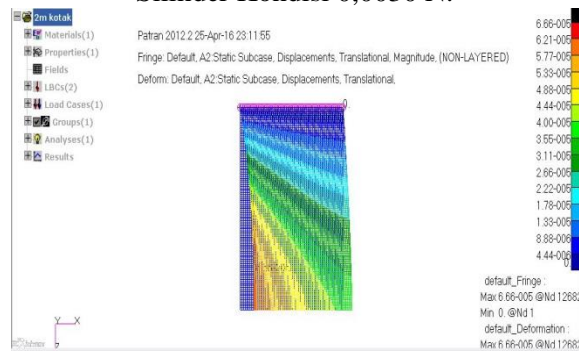 2m kotak
Materials(1)
Properties(1)
Fields
LBCs(2)
Load Cases(1)
Groups(1)
Analyses(1)
Results
Patran 2012.2 25-Apr-16 23:11:55
Fringe: Default, A2:Static Subcase, Displacements, Translational, Magnitude, (NON-LAYERED)
Deform: Default, A2:Static Subcase, Displacements, Translational,
6.66-005
6.21-005
5.77-005
5.33-005
4.88-005
4.44-005
4.00-005
3.55-005
3.11-005
2.66-005
2.22-005
1.78-005
1.33-005
8.88-006
4.44-006
0.
default_Fringe :
Max 6.66-005 @Nd 12682
Min 0. @Nd 1
default_Deformation :
Max 6.66-005 @Nd 12682
Y
X